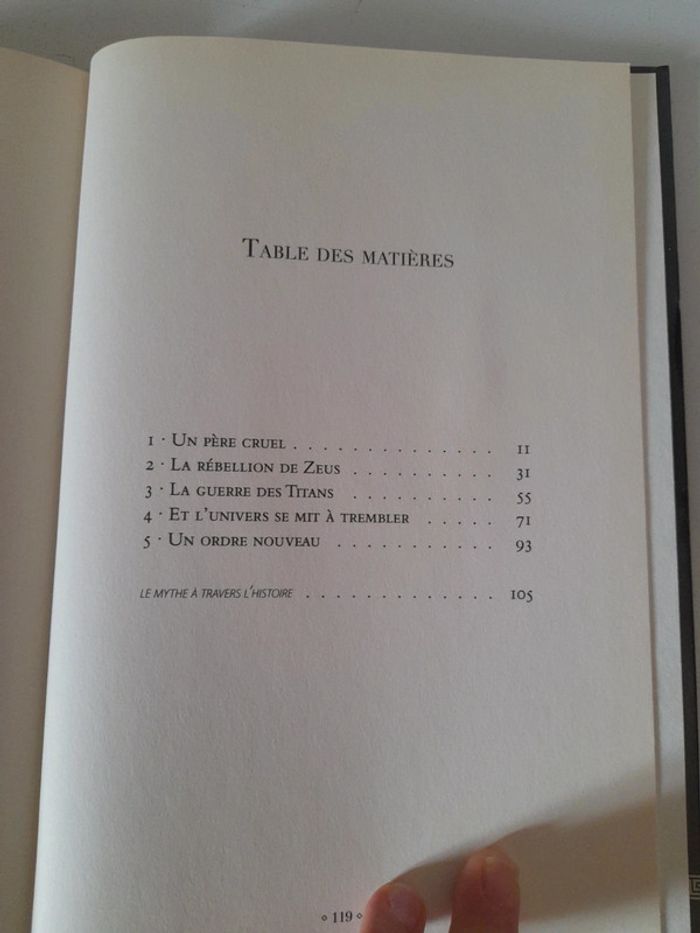 TABLE DES MATIÈRES
1 · UN PÈRE CRUEL . . . . . . . . . . . . . . 11
2 · LA RÉBELLION DE ZEUS . . . . . . . . . . 31
3 · LA GUERRE DES TITANS . . . . . . . . . . 55
4 · ET L'UNIVERS SE MIT À TREMBLER . . . . . 71
5 · UN ORDRE NOUVEAU . . . . . . . . . . . 93
LE MYTHE À TRAVERS L'HISTOIRE . . . . . . . . . . . . . 105
⋄ 119 ⋄